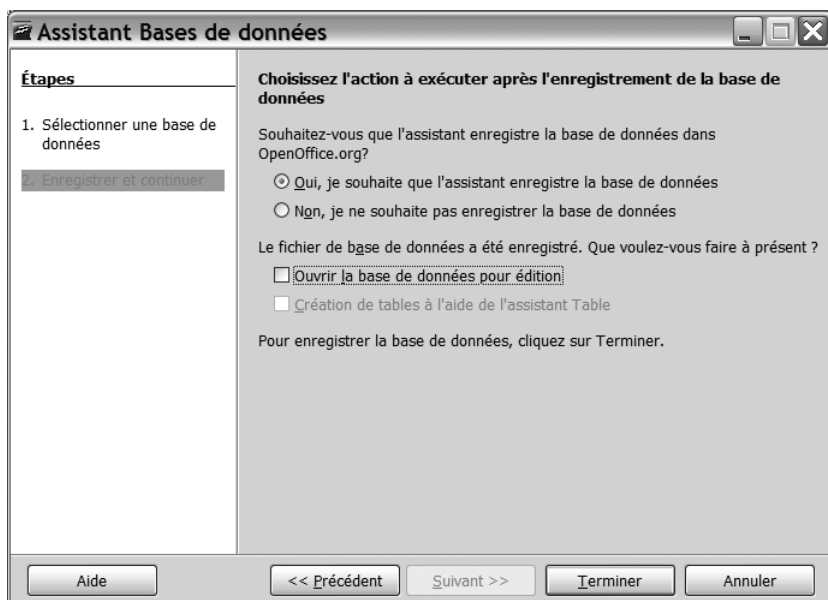 Assistant Bases de données
Étapes
1. Sélectionner une base de
données
2. Enregistrer et continuer
Choisissez l'action à exécuter après l'enregistrement de la base de
données
Souhaitez-vous que l'assistant enregistre la base de données dans
OpenOffice.org?
Oui, je souhaite que l'assistant enregistre la base de données
Non, je ne souhaite pas enregistrer la base de données
Le fichier de base de données a été enregistré. Que voulez-vous faire à présent ?
Ouvrir la base de données pour édition
Création de tables à l'aide de l'assistant Table
Pour enregistrer la base de données, cliquez sur Terminer.
Aide
<< Précédent
Suivant >>
Terminer
Annuler